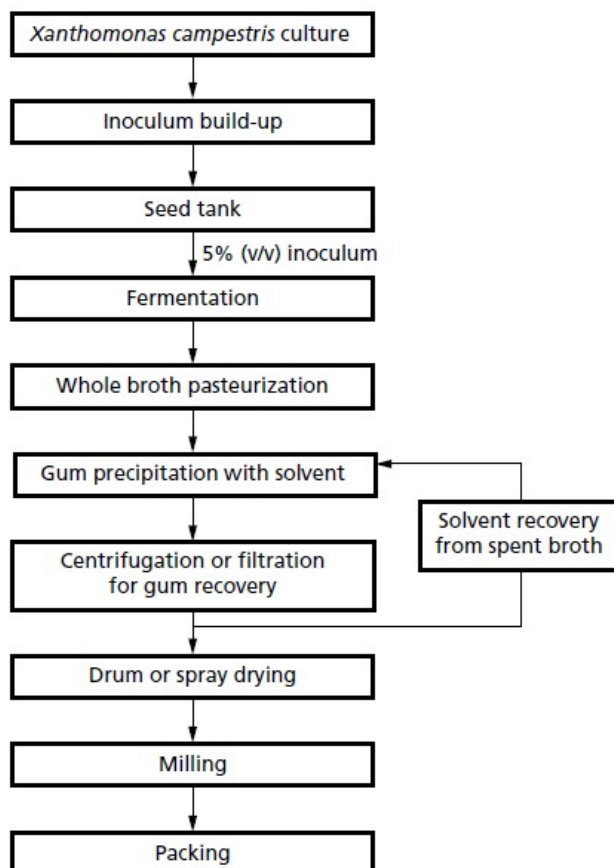 Xanthomonas campestris culture
Inoculum build-up
Seed tank
5% (v/v) inoculum
Fermentation
Whole broth pasteurization
Gum precipitation with solvent
Solvent recovery
from spent broth
Centrifugation or filtration
for gum recovery
Drum or spray drying
Milling
Packing